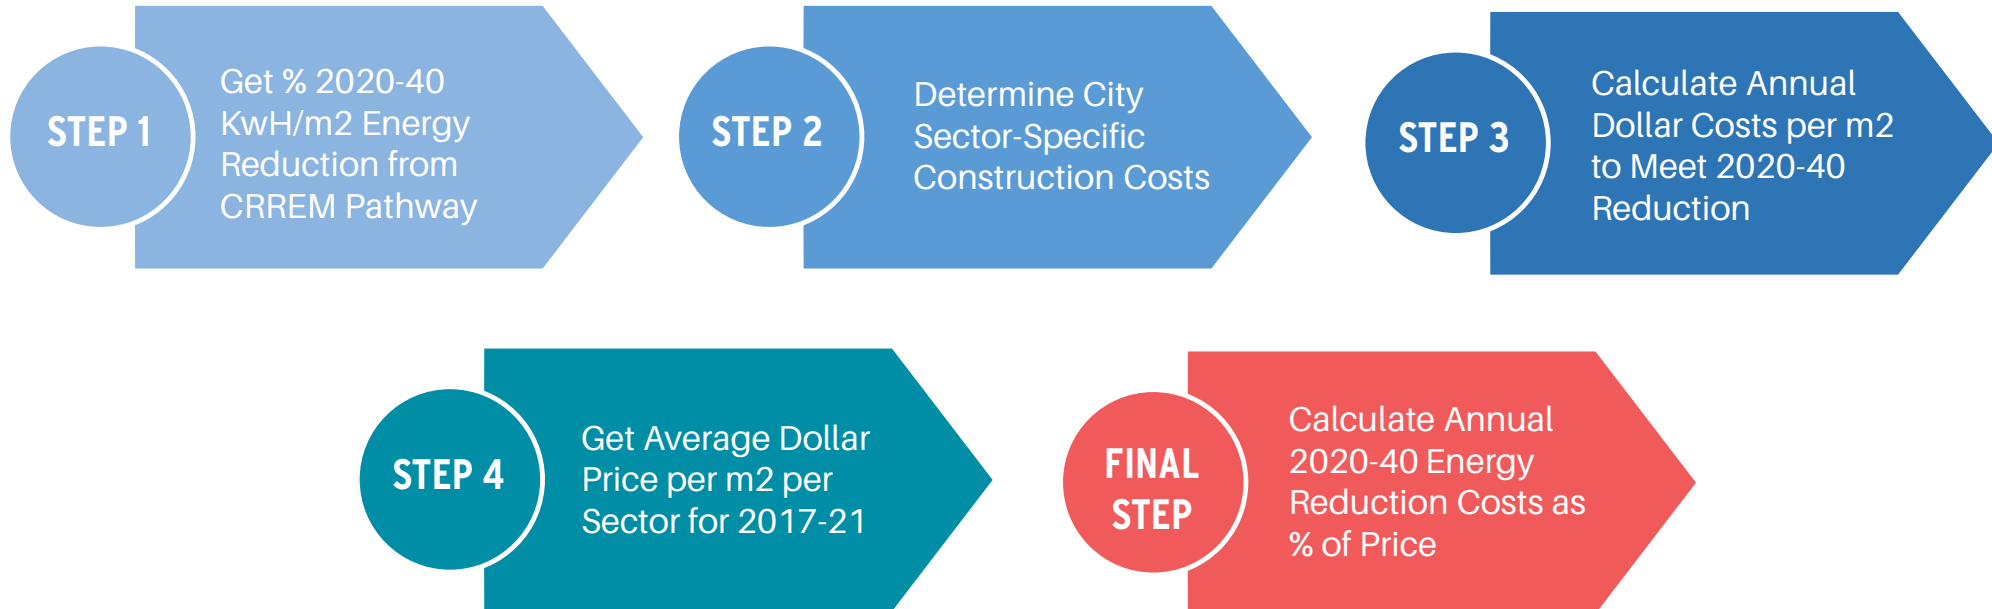 STEP 1
Get % 2020-40
KwH/m2 Energy
Reduction from
CRREM Pathway
STEP 2
Determine City
Sector-Specific
Construction Costs
STEP 3
Calculate Annual
Dollar Costs per m2
to Meet 2020-40
Reduction
STEP 4
Get Average Dollar
Price per m2 per
Sector for 2017-21
FINAL
STEP
Calculate Annual
2020-40 Energy
Reduction Costs as
% of Price